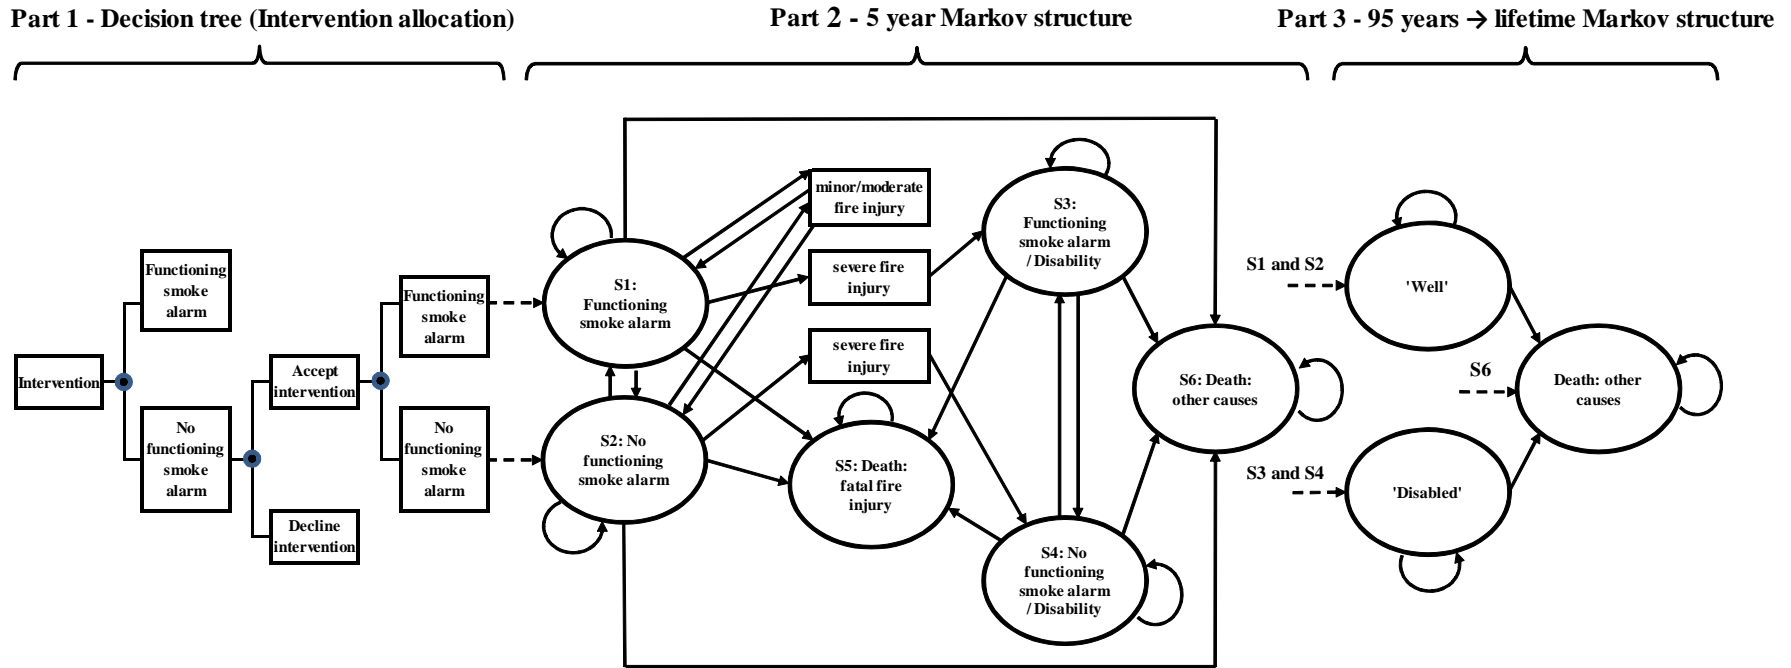 Part 1 - Decision tree (Intervention allocation)
Part 2 - 5 year Markov structure
Part 3 - 95 years → lifetime Markov structure
Intervention
Functioning
smoke
alarm
No
functioning
smoke
alarm
Accept
intervention
Decline
intervention
Functioning
smoke
alarm
No
functioning
smoke
alarm
S1:
Functioning
smoke alarm
S2: No
functioning
smoke alarm
minor/moderate
fire injury
severe fire
injury
severe fire
injury
S5: Death:
fatal fire
injury
S3:
Functioning
smoke alarm
/ Disability
S4: No
functioning
smoke alarm
/ Disability
S6: Death:
other causes
S1 and S2
'Well'
S6
Death: other
causes
S3 and S4
'Disabled'